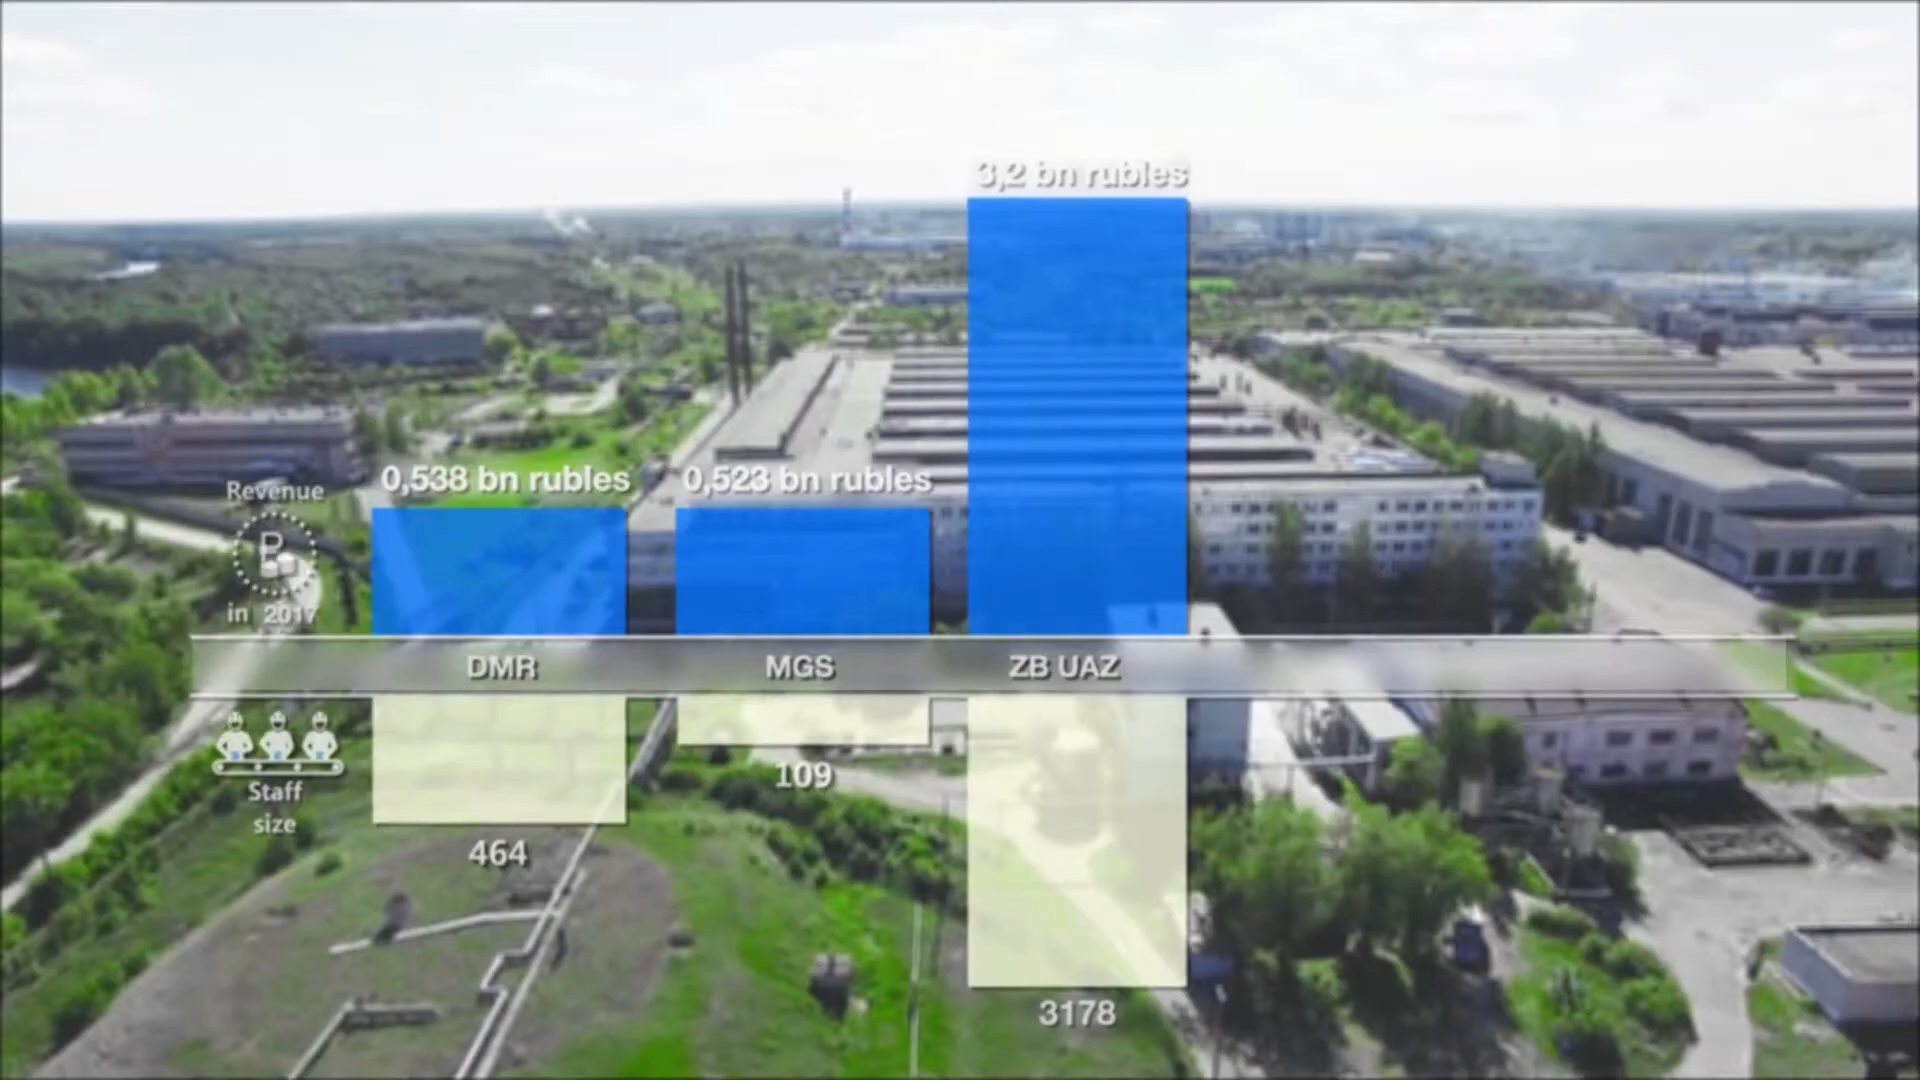 3,2 bn rubles
0,538 bn rubles
0,523 bn rubles
Revenue
in 2017
DMR
MGS
ZB UAZ
Staff
size
109
464
3178